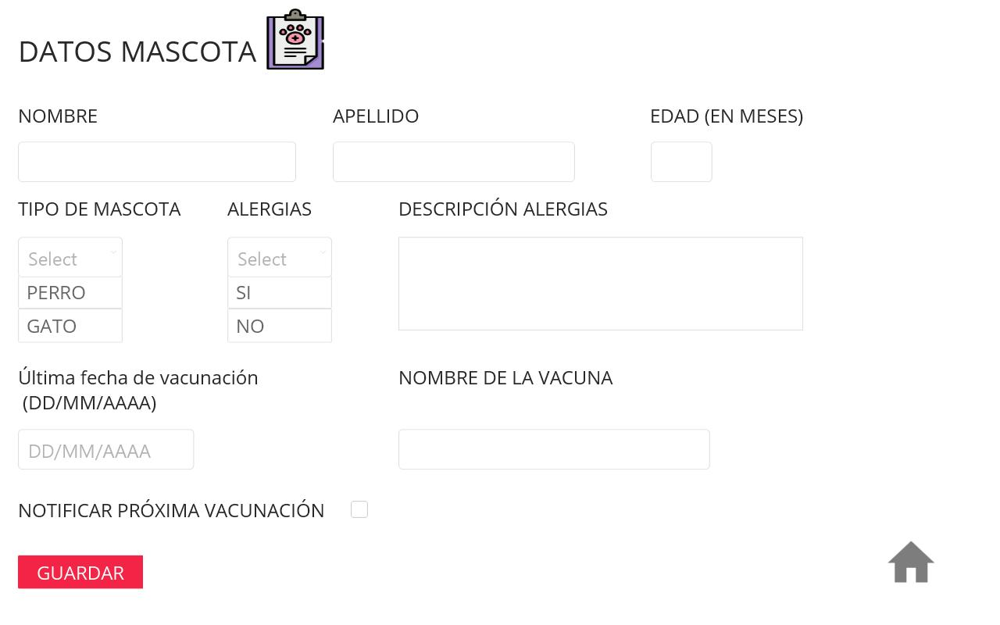 DATOS MASCOTA
NOMBRE
APELLIDO
EDAD (EN MESES)
TIPO DE MASCOTA
ALERGIAS
DESCRIPCIÓN ALERGIAS
Select
Select
PERRO
SI
GATO
NO
Última fecha de vacunación
(DD/MM/AAAA)
NOMBRE DE LA VACUNA
DD/MM/AAAA
NOTIFICAR PRÓXIMA VACUNACIÓN
GUARDAR